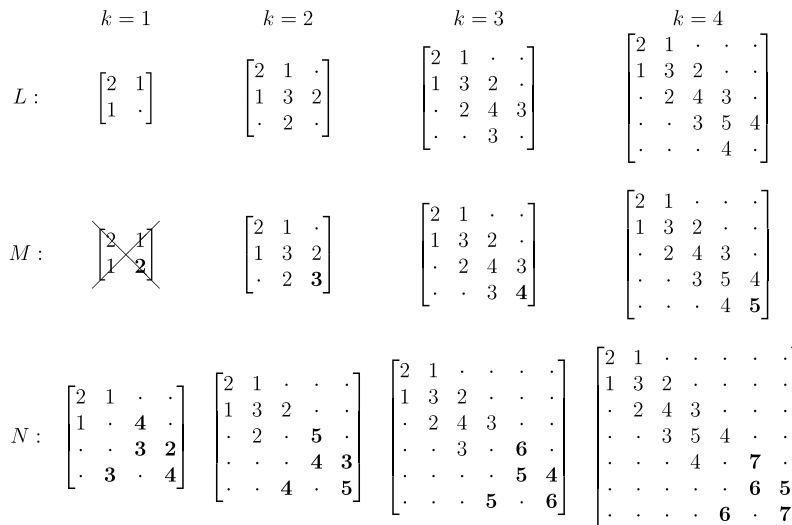 k = 1 k = 2 k = 3 k = 4
L :
2 1
1 ·
2 1 ·
1 3 2
· 2 ·
2 1 · ·
1 3 2 ·
· 2 4 3
· · 3 ·
2 1 · · ·
1 3 2 · ·
· 2 4 3 ·
· · 3 5 4
· · · 4 ·
M :
2 1
1 2
2 1 ·
1 3 2
· 2 3
2 1 · ·
1 3 2 ·
· 2 4 3
· · 3 4
2 1 · · ·
1 3 2 · ·
· 2 4 3 ·
· · 3 5 4
· · · 4 5
N :
2 1 · ·
1 · 4 ·
· · 3 2
· 3 · 4
2 1 · · ·
1 3 2 · ·
· 2 · 5 ·
· · · 4 3
· · 4 · 5
2 1 · · · ·
1 3 2 · · ·
· 2 4 3 · ·
· · 3 · 6 ·
· · · · 5 4
· · · 5 · 6
2 1 · · · · ·
1 3 2 · · · ·
· 2 4 3 · · ·
· · 3 5 4 · ·
· · · 4 · 7 ·
· · · · · 6 5
· · · · 6 · 7